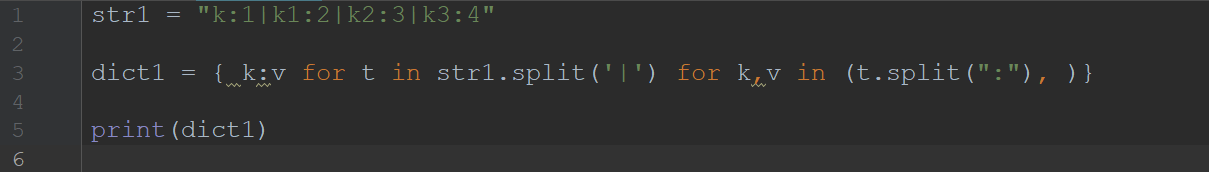 1 str1 = "k:1|k1:2|k2:3|k3:4"
2
3 dict1 = { k:v for t in str1.split('|') for k,v in (t.split(":"), )}
4
5 print(dict1)
6